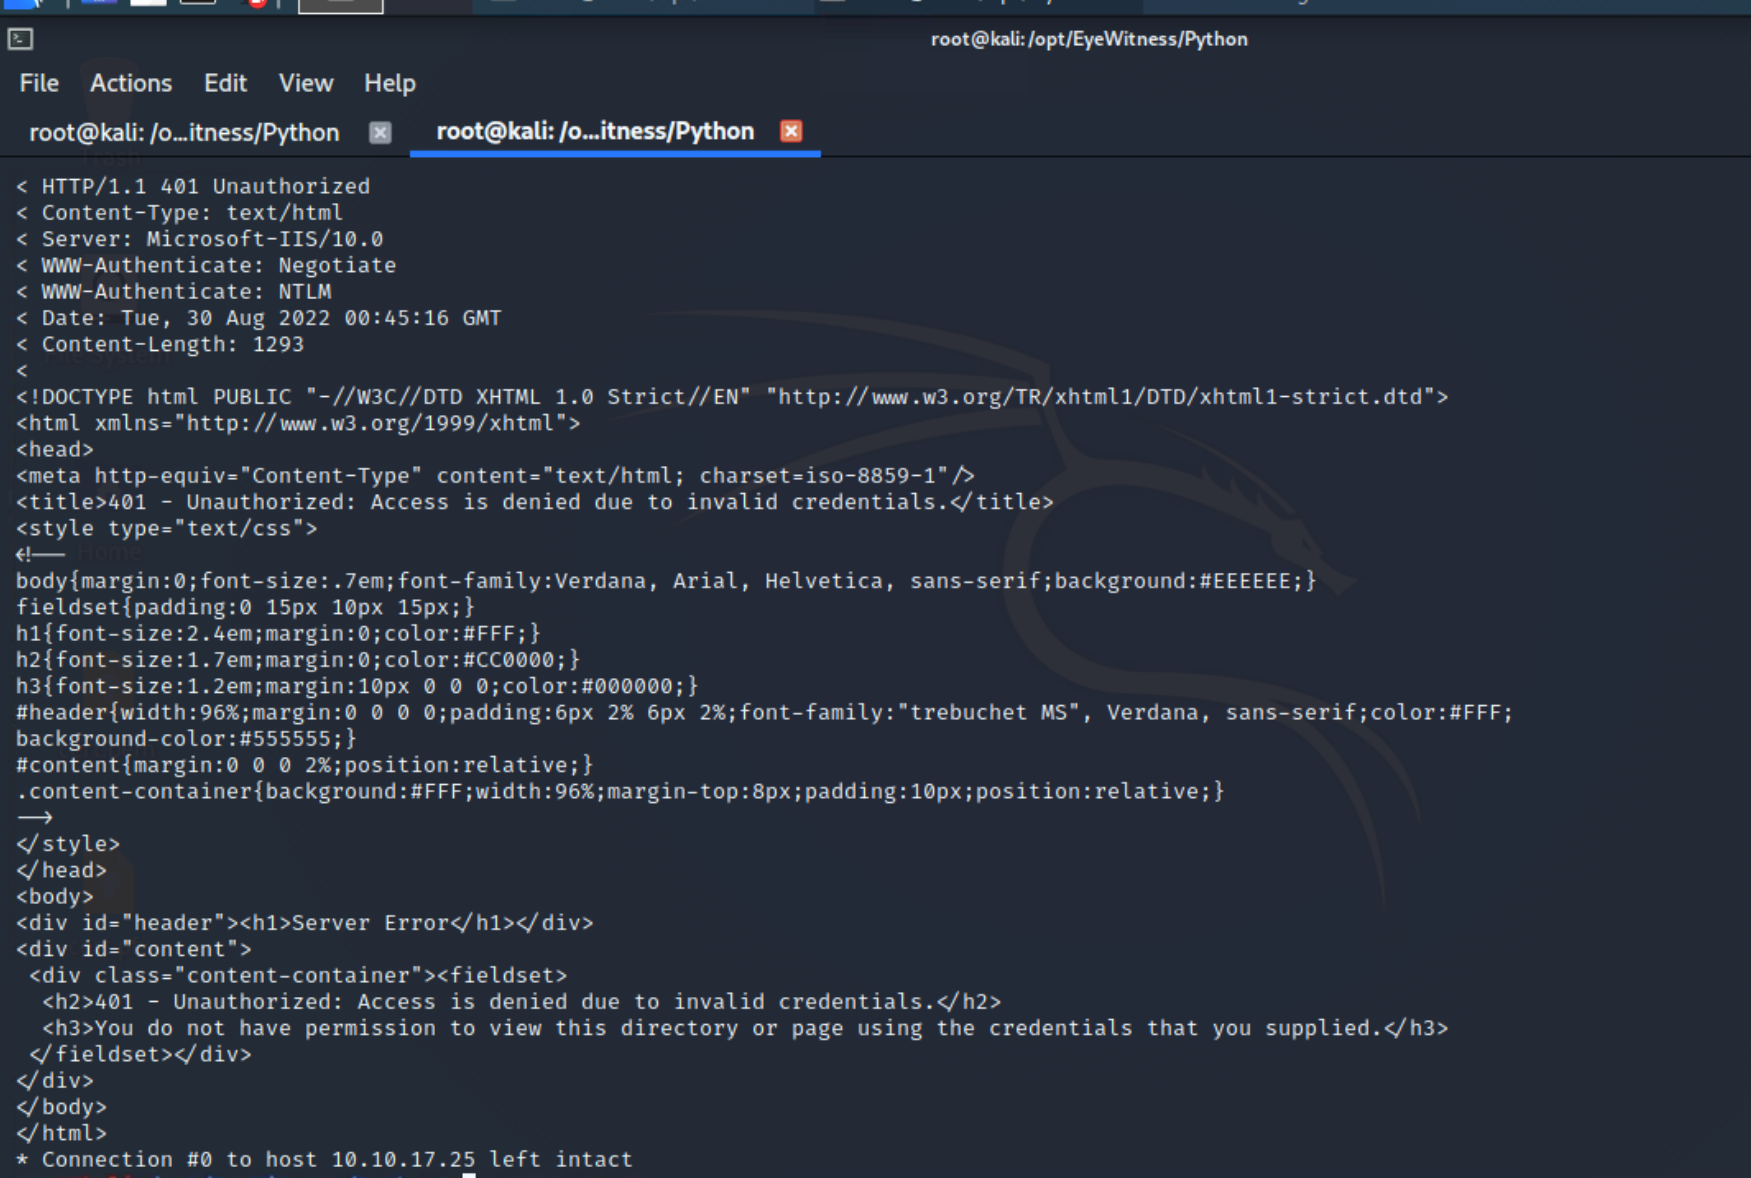 root@kali: /opt/EyeWitness/Python
File Actions Edit View Help
root@kali: /o...itness/Python root@kali: /o...itness/Python
< HTTP/1.1 401 Unauthorized
< Content-Type: text/html
< Server: Microsoft-IIS/10.0
< WWW-Authenticate: Negotiate
< WWW-Authenticate: NTLM
< Date: Tue, 30 Aug 2022 00:45:16 GMT
< Content-Length: 1293
<
<!DOCTYPE html PUBLIC "-//W3C//DTD XHTML 1.0 Strict//EN" "http://www.w3.org/TR/xhtml1/DTD/xhtml1-strict.dtd">
<html xmlns="http://www.w3.org/1999/xhtml">
<head>
<meta http-equiv="Content-Type" content="text/html; charset=iso-8859-1"/>
<title>401 - Unauthorized: Access is denied due to invalid credentials.</title>
<style type="text/css">
<!--
body{margin:0;font-size:.7em;font-family:Verdana, Arial, Helvetica, sans-serif;background:#EEEEEE;}
fieldset{padding:0 15px 10px 15px;}
h1{font-size:2.4em;margin:0;color:#FFF;}
h2{font-size:1.7em;margin:0;color:#CC0000;}
h3{font-size:1.2em;margin:10px 0 0 0;color:#000000;}
#header{width:96%;margin:0 0 0 0;padding:6px 2% 6px 2%;font-family:"trebuchet MS", Verdana, sans-serif;color:#FFF;
background-color:#555555;}
#content{margin:0 0 0 2%;position:relative;}
.content-container{background:#FFF;width:96%;margin-top:8px;padding:10px;position:relative;}
-->
</style>
</head>
<body>
<div id="header"><h1>Server Error</h1></div>
<div id="content">
 <div class="content-container"><fieldset>
  <h2>401 - Unauthorized: Access is denied due to invalid credentials.</h2>
  <h3>You do not have permission to view this directory or page using the credentials that you supplied.</h3>
 </fieldset></div>
</div>
</body>
</html>
* Connection #0 to host 10.10.17.25 left intact